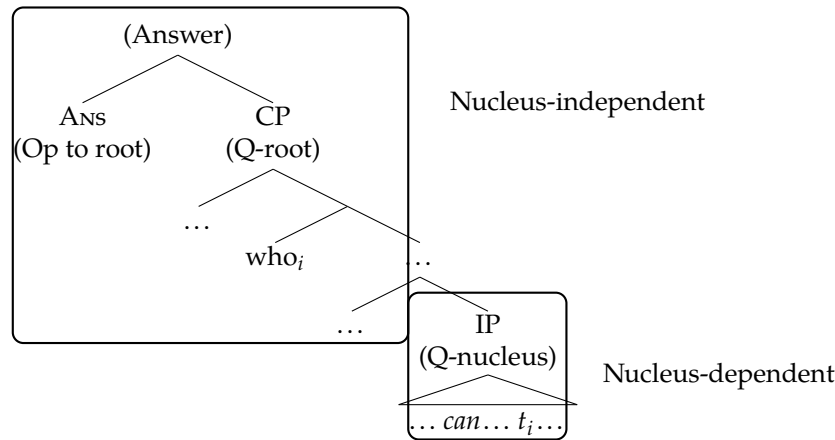 (Answer)
Nucleus-independent
Ans CP
(Op to root) (Q-root)
…
who_i …
… IP
(Q-nucleus)
Nucleus-dependent
… can … t_i …